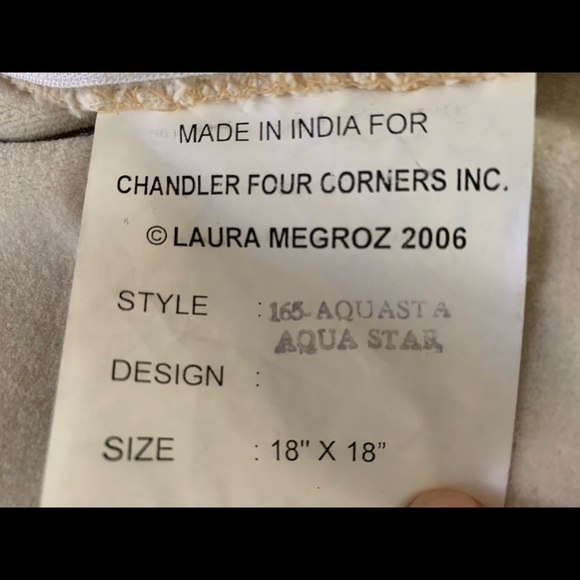 MADE IN INDIA FOR
CHANDLER FOUR CORNERS INC.
© LAURA MEGROZ 2006
STYLE : 165-AQUASTA
AQUA STAR
DESIGN :
SIZE : 18" X 18”